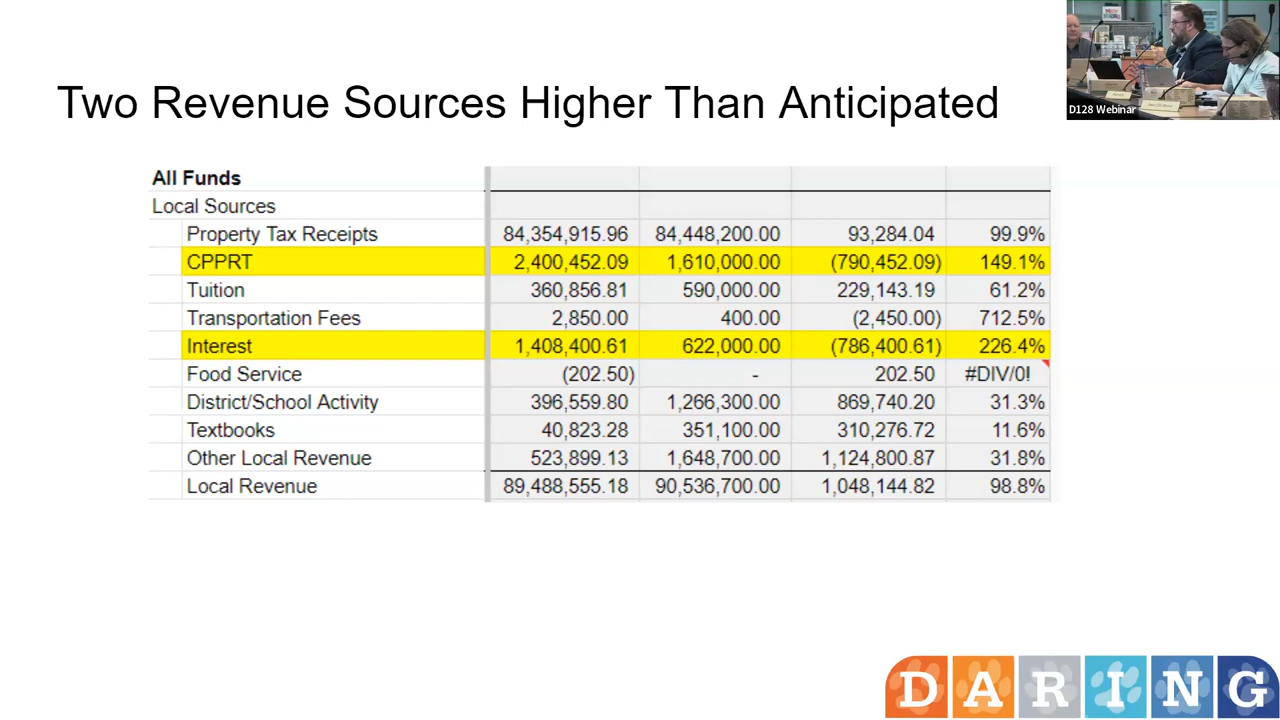 Two Revenue Sources Higher Than Anticipated
D128 Webinar
All Funds
Local Sources
Property Tax Receipts 84,354,915.96 84,448,200.00 93,284.04 99.9%
CPPRT 2,400,452.09 1,610,000.00 (790,452.09) 149.1%
Tuition 360,856.81 590,000.00 229,143.19 61.2%
Transportation Fees 2,850.00 400.00 (2,450.00) 712.5%
Interest 1,408,400.61 622,000.00 (786,400.61) 226.4%
Food Service (202.50) - 202.50 #DIV/0!
District/School Activity 396,559.80 1,266,300.00 869,740.20 31.3%
Textbooks 40,823.28 351,100.00 310,276.72 11.6%
Other Local Revenue 523,899.13 1,648,700.00 1,124,800.87 31.8%
Local Revenue 89,488,555.18 90,536,700.00 1,048,144.82 98.8%
DARING